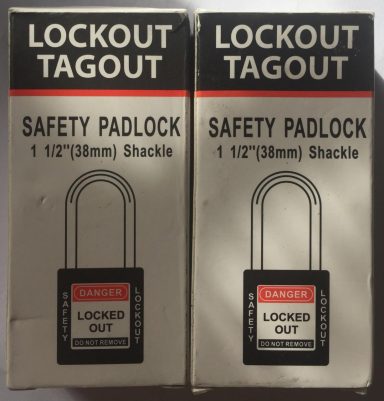 LOCKOUT
TAGOUT
SAFETY PADLOCK
1 1/2"(38mm) Shackle
DANGER
SAFETY
LOCKED
OUT
LOCKOUT
DO NOT REMOVE
LOCKOUT
TAGOUT
SAFETY PADLOCK
1 1/2"(38mm) Shackle
DANGER
SAFETY
LOCKED
OUT
LOCKOUT
DO NOT REMOVE